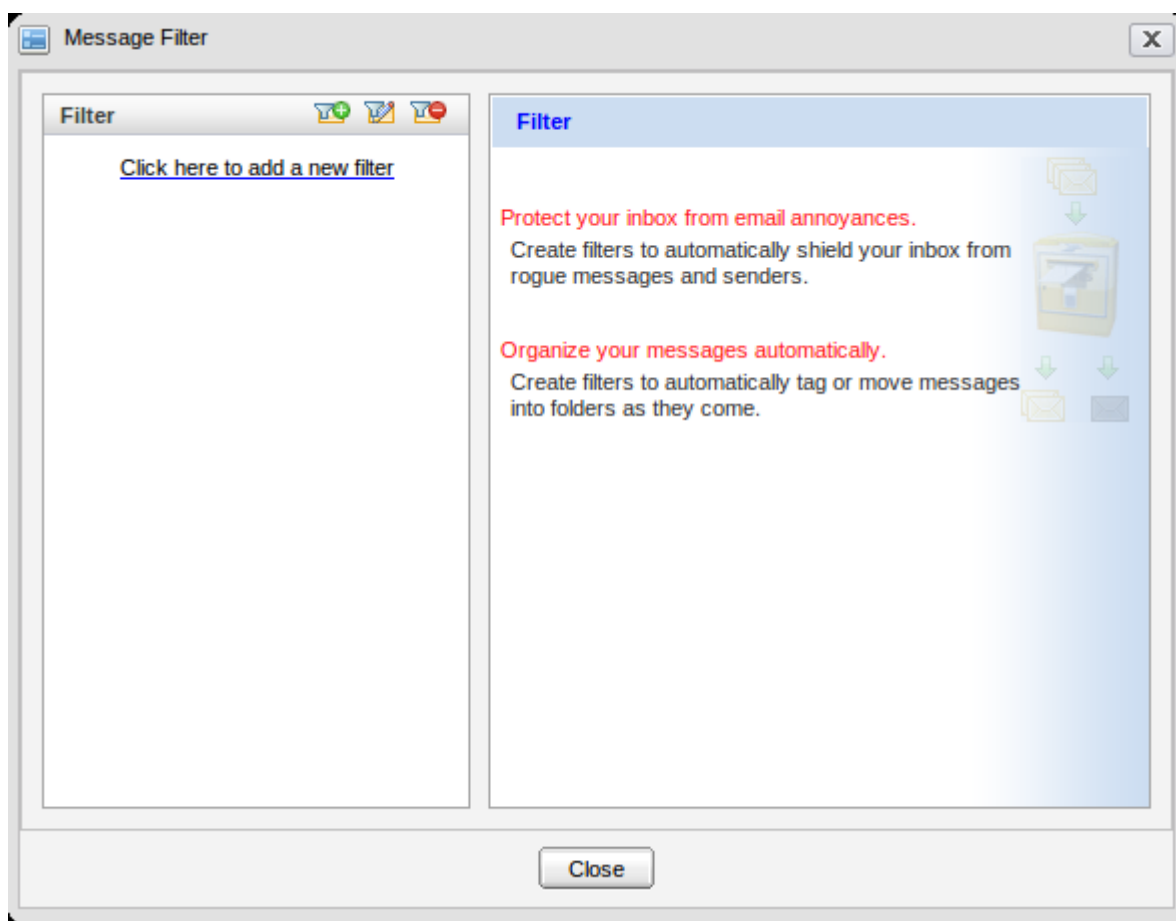 Message Filter
X
Filter
Click here to add a new filter
Filter
Protect your inbox from email annoyances.
Create filters to automatically shield your inbox from
rogue messages and senders.
Organize your messages automatically.
Create filters to automatically tag or move messages
into folders as they come.
Close